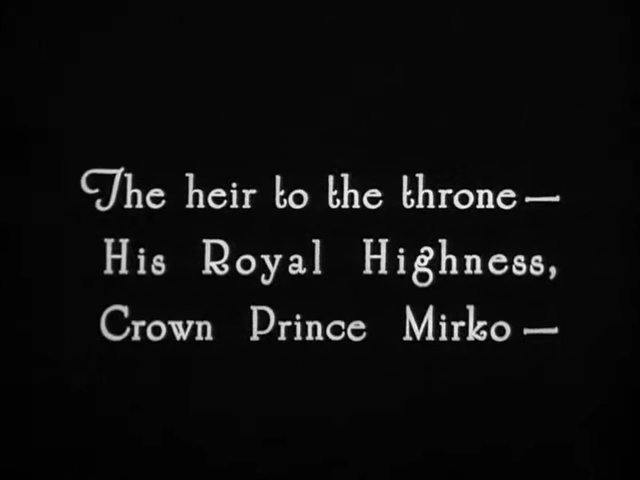 The heir to the throne—
His Royal Highness,
Crown Prince Mirko—